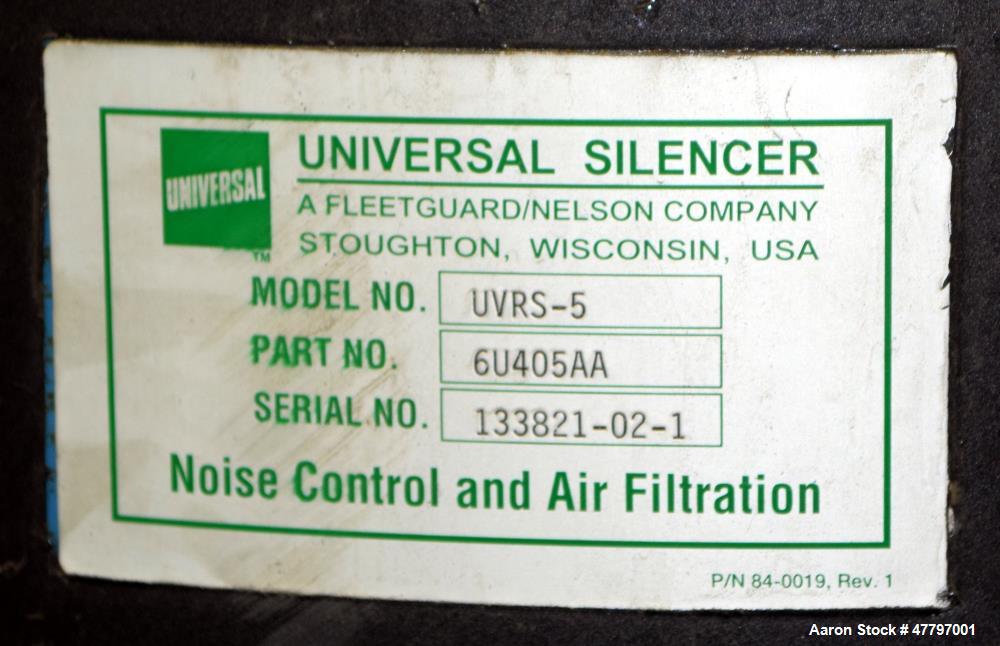 UNIVERSAL
TM
UNIVERSAL SILENCER
A FLEETGUARD/NELSON COMPANY
STOUGHTON, WISCONSIN, USA
MODEL NO. UVRS-5
PART NO. 6U405AA
SERIAL NO. 133821-02-1
Noise Control and Air Filtration
P/N 84-0019, Rev. 1
Aaron Stock # 47797001